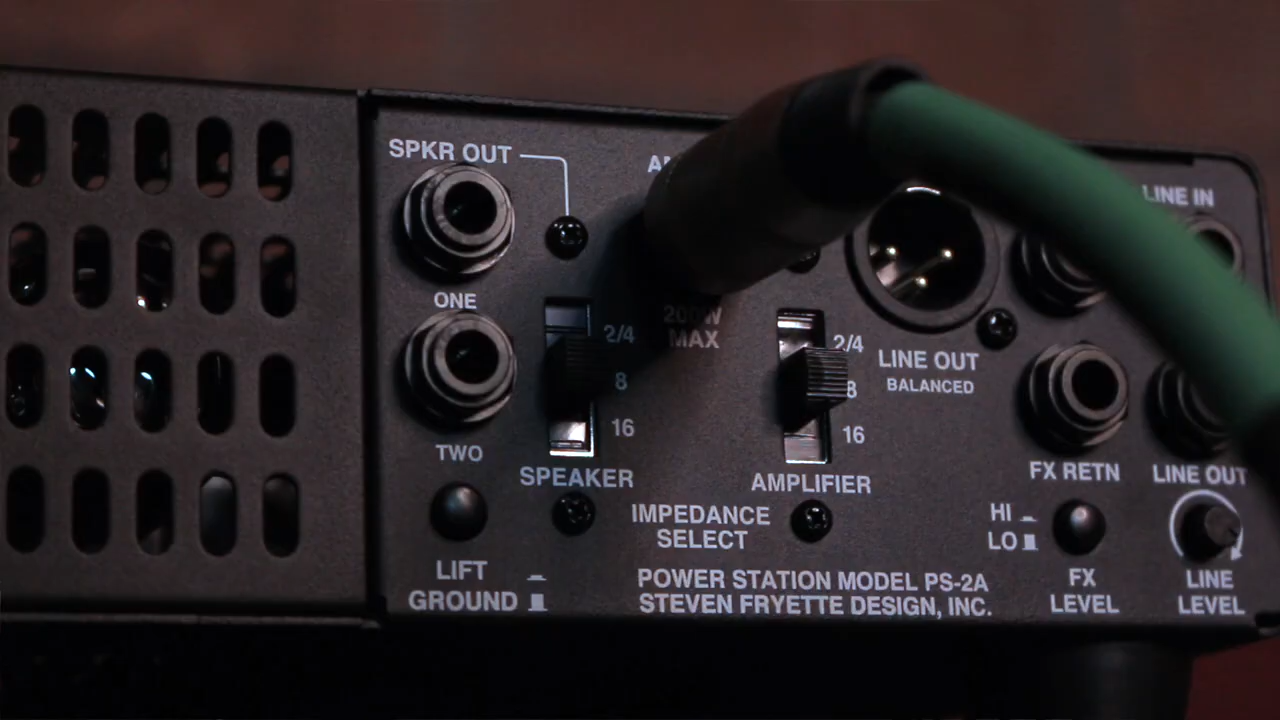 SPKR OUT
LINE IN
ONE
200W
MAX
2/4
8
16
2/4
8
16
LINE OUT
BALANCED
TWO
SPEAKER
AMPLIFIER
FX RETN
LINE OUT
IMPEDANCE
SELECT
HI
LO
LIFT
GROUND
POWER STATION MODEL PS-2A
STEVEN FRYETTE DESIGN, INC.
FX
LEVEL
LINE
LEVEL